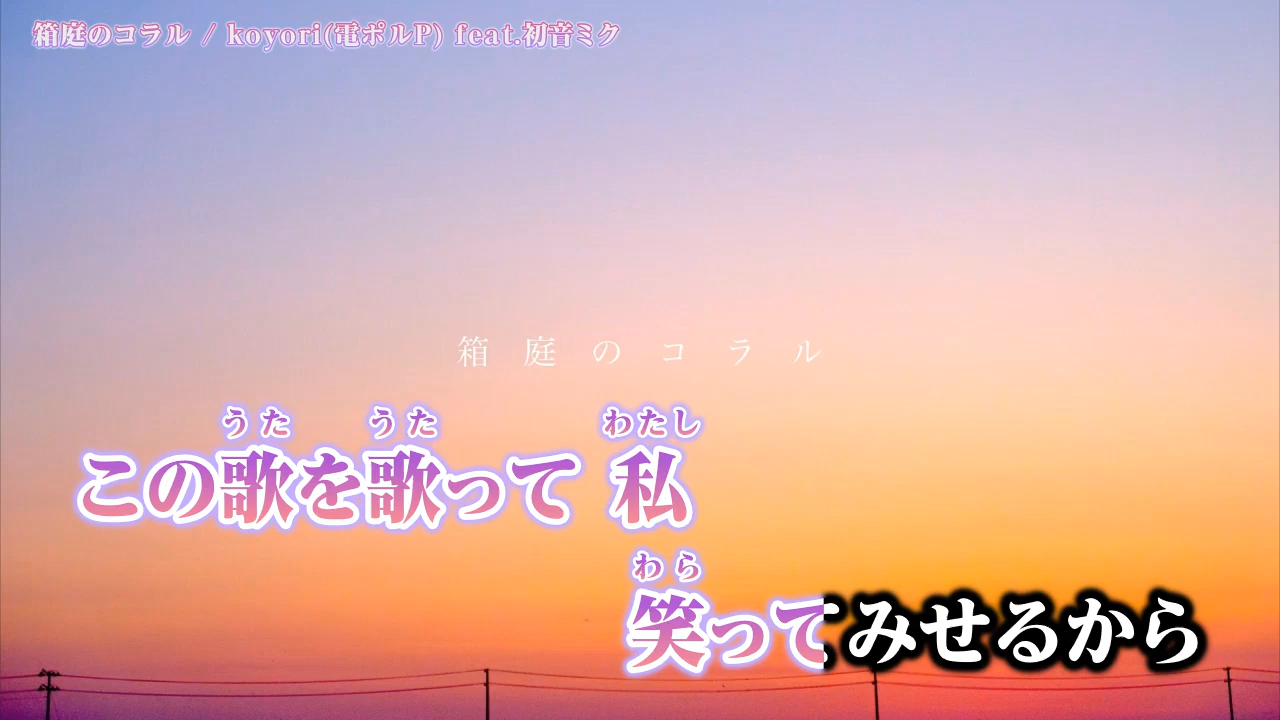 箱庭のコラル / koyori(電ポルP) feat.初音ミク
箱庭のコラル
うた うた わたし
この歌を歌って 私
わら
笑ってみせるから